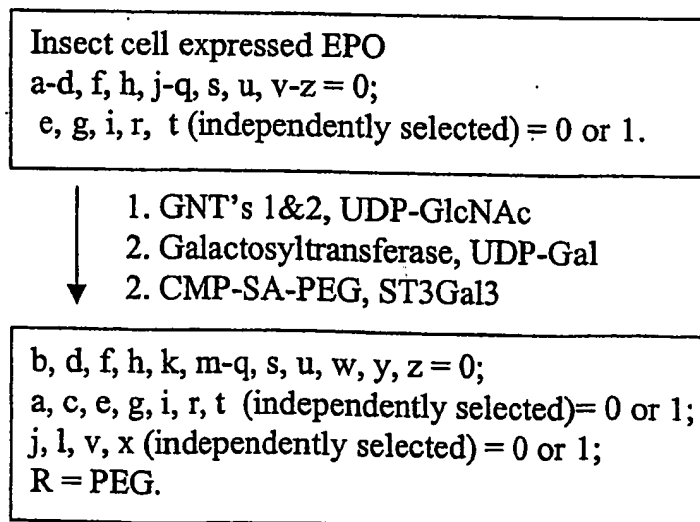 Insect cell expressed EPO
a-d, f, h, j-q, s, u, v-z = 0;
e, g, i, r, t (independently selected) = 0 or 1.
1. GNT's 1&2, UDP-GlcNAc
2. Galactosyltransferase, UDP-Gal
2. CMP-SA-PEG, ST3Gal3
b, d, f, h, k, m-q, s, u, w, y, z = 0;
a, c, e, g, i, r, t (independently selected)= 0 or 1;
j, l, v, x (independently selected) = 0 or 1;
R = PEG.